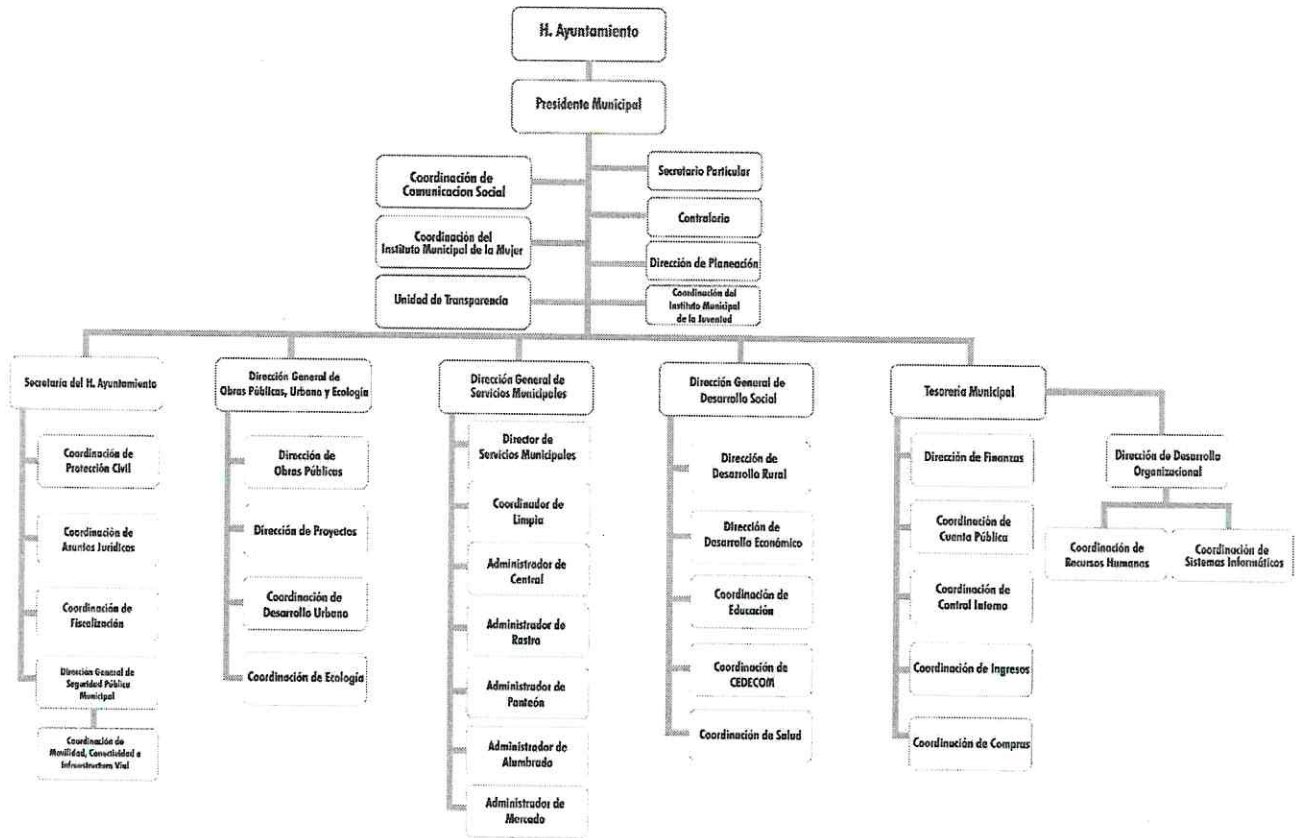 H. Ayuntamiento
Presidente Municipal
Coordinación de
Comunicacion Social
Secretario Particular
Contraloria
Coordinación del
Instituto Municipal de la Mujer
Dirección de Planeación
Unidad de Transparencia
Coordinación del
Instituto Municipal
de la Juventud
Secretaria del H. Ayuntamiento
Coordinación de
Protección Civil
Coordinación de
Asuntos Jurídicos
Coordinación de
Fiscalización
Dirección General de
Seguridad Pública
Municipal
Coordinación de
Movilidad, Conectividad e
Infraestructura Vial
Dirección General de
Obras Públicas, Urbano y Ecología
Dirección de
Obras Públicas
Dirección de Proyectos
Coordinación de
Desarrollo Urbano
Coordinación de Ecología
Dirección General de
Servicios Municipales
Director de
Servicios Municipales
Coordinador de
Limpia
Administrador de
Central
Administrador de
Rastro
Administrador de
Panteón
Administrador de
Alumbrado
Administrador de
Mercado
Dirección General de
Desarrollo Social
Dirección de
Desarrollo Rural
Dirección de
Desarrollo Económico
Coordinación de
Educación
Coordinación de
CEDECOM
Coordinación de Salud
Tesorería Municipal
Dirección de Finanzas
Coordinación de
Cuenta Pública
Coordinación de
Control Interno
Coordinación de Ingresos
Coordinación de Compras
Dirección de Desarrollo
Organizacional
Coordinación de
Recursos Humanos
Coordinación de
Sistemas Informáticos